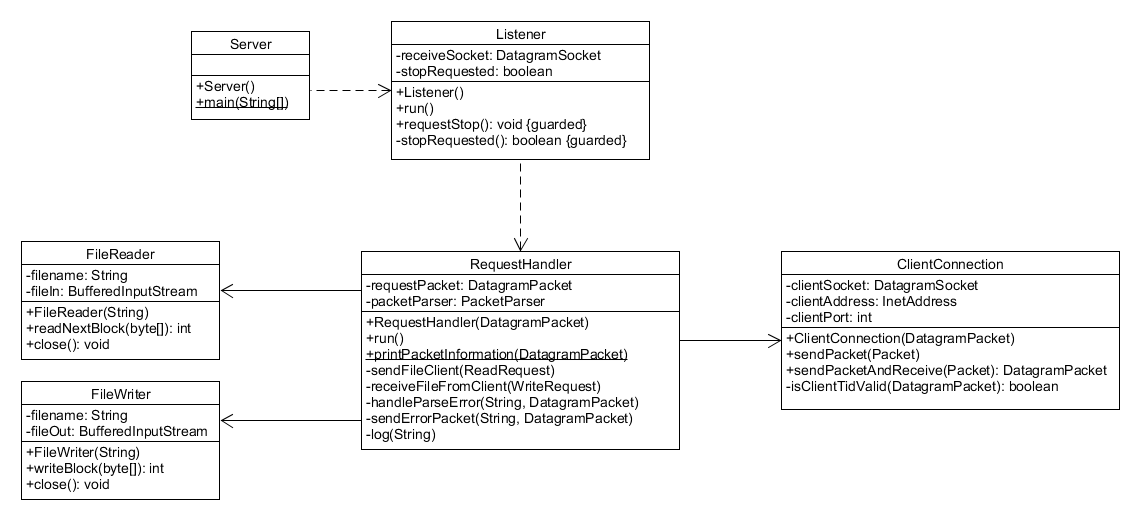 Server
+Server()
+main(String[])
Listener
-receiveSocket: DatagramSocket
-stopRequested: boolean
+Listener()
+run()
+requestStop(): void {guarded}
-stopRequested(): boolean {guarded}
FileReader
-filename: String
-fileIn: BufferedInputStream
+FileReader(String)
+readNextBlock(byte[]): int
+close(): void
FileWriter
-filename: String
-fileOut: BufferedInputStream
+FileWriter(String)
+writeBlock(byte[]): int
+close(): void
RequestHandler
-requestPacket: DatagramPacket
-packetParser: PacketParser
+RequestHandler(DatagramPacket)
+run()
+printPacketInformation(DatagramPacket)
-sendFileClient(ReadRequest)
-receiveFileFromClient(WriteRequest)
-handleParseError(String, DatagramPacket)
-sendErrorPacket(String, DatagramPacket)
-log(String)
ClientConnection
-clientSocket: DatagramSocket
-clientAddress: InetAddress
-clientPort: int
+ClientConnection(DatagramPacket)
+sendPacket(Packet)
+sendPacketAndReceive(Packet): DatagramPacket
-isClientTidValid(DatagramPacket): boolean